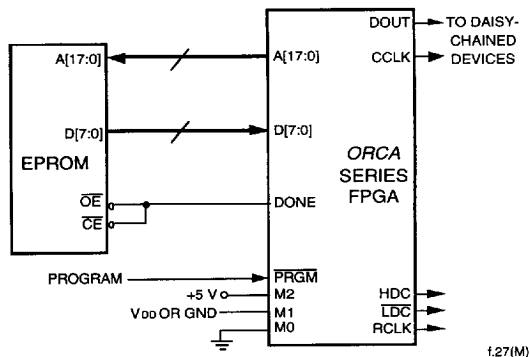 DOUT
TO DAISY-
CHAINED
DEVICES
A[17:0]
A[17:0]
CCLK
D[7:0]
D[7:0]
EPROM
ORCA
SERIES
FPGA
OE
CE
DONE
PROGRAM
PRGM
+5 V
M2
HDC
VDD OR GND
M1
LDC
M0
RCLK
f.27(M)